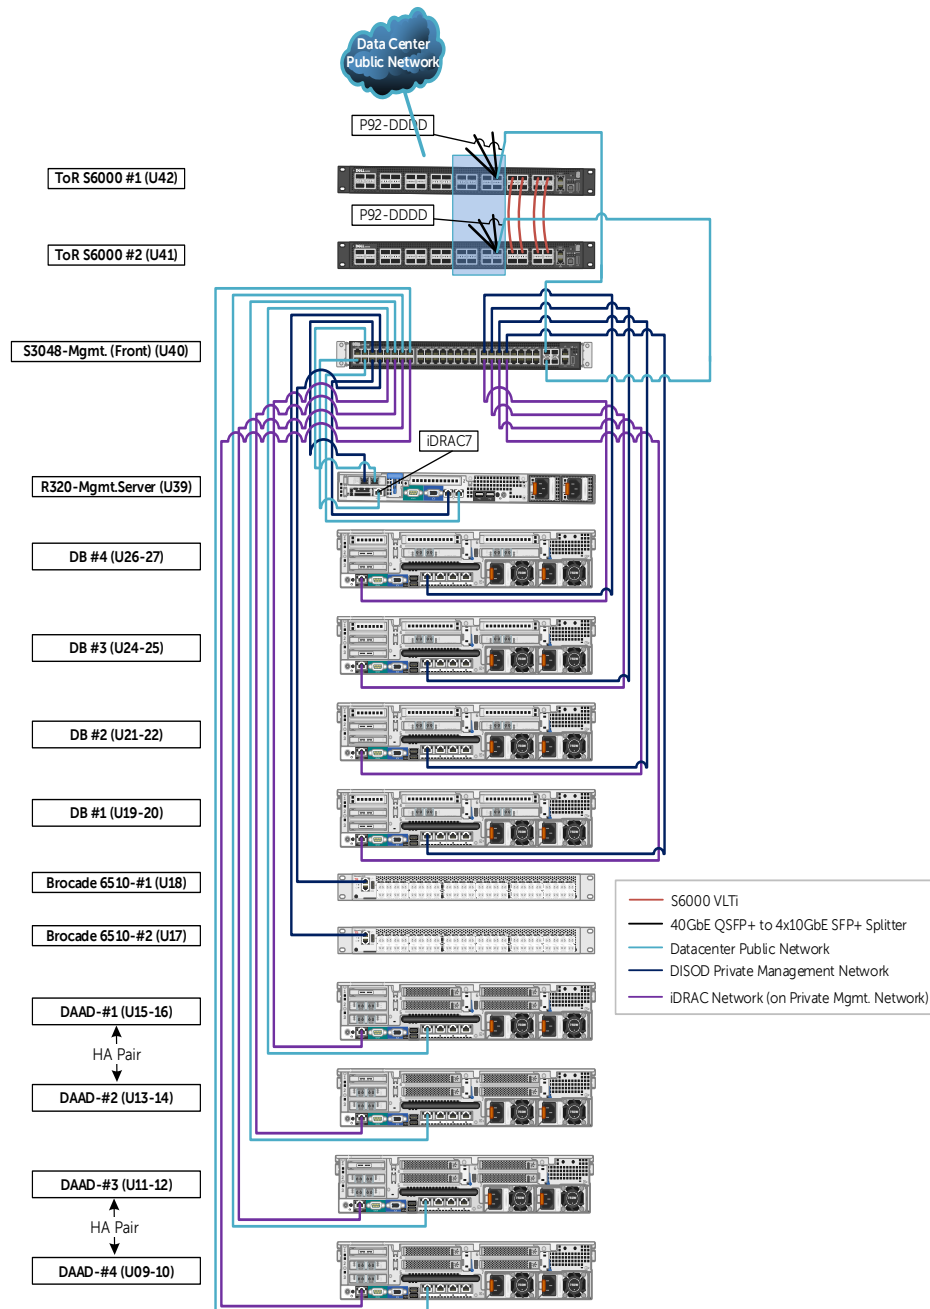 Data Center
Public Network
P92-DDDD
ToR S6000 #1 (U42)
P92-DDDD
ToR S6000 #2 (U41)
S3048-Mgmt. (Front) (U40)
iDRAC7
R320-Mgmt.Server (U39)
DB #4 (U26-27)
DB #3 (U24-25)
DB #2 (U21-22)
DB #1 (U19-20)
Brocade 6510-#1 (U18)
Brocade 6510-#2 (U17)
S6000 VLTi
40GbE QSFP+ to 4x10GbE SFP+ Splitter
Datacenter Public Network
DISOD Private Management Network
iDRAC Network (on Private Mgmt. Network)
DAAD-#1 (U15-16)
HA Pair
DAAD-#2 (U13-14)
DAAD-#3 (U11-12)
HA Pair
DAAD-#4 (U09-10)